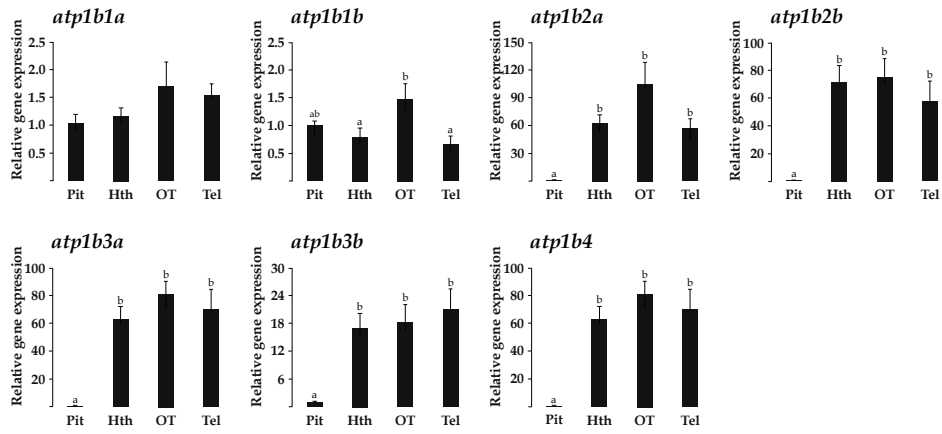 atp1b1a
Relative gene expression
2.5
2.0
1.5
1.0
0.5
Pit Hth OT Tel
atp1b1b
Relative gene expression
2.5
2.0
1.5
1.0
0.5
ab a b a
Pit Hth OT Tel
atp1b2a
Relative gene expression
150
120
90
60
30
a b b b
Pit Hth OT Tel
atp1b2b
Relative gene expression
100
80
60
40
20
a b b b
Pit Hth OT Tel
atp1b3a
Relative gene expression
100
80
60
40
20
a b b b
Pit Hth OT Tel
atp1b3b
Relative gene expression
30
24
18
12
6
a b b b
Pit Hth OT Tel
atp1b4
Relative gene expression
100
80
60
40
20
a b b b
Pit Hth OT Tel